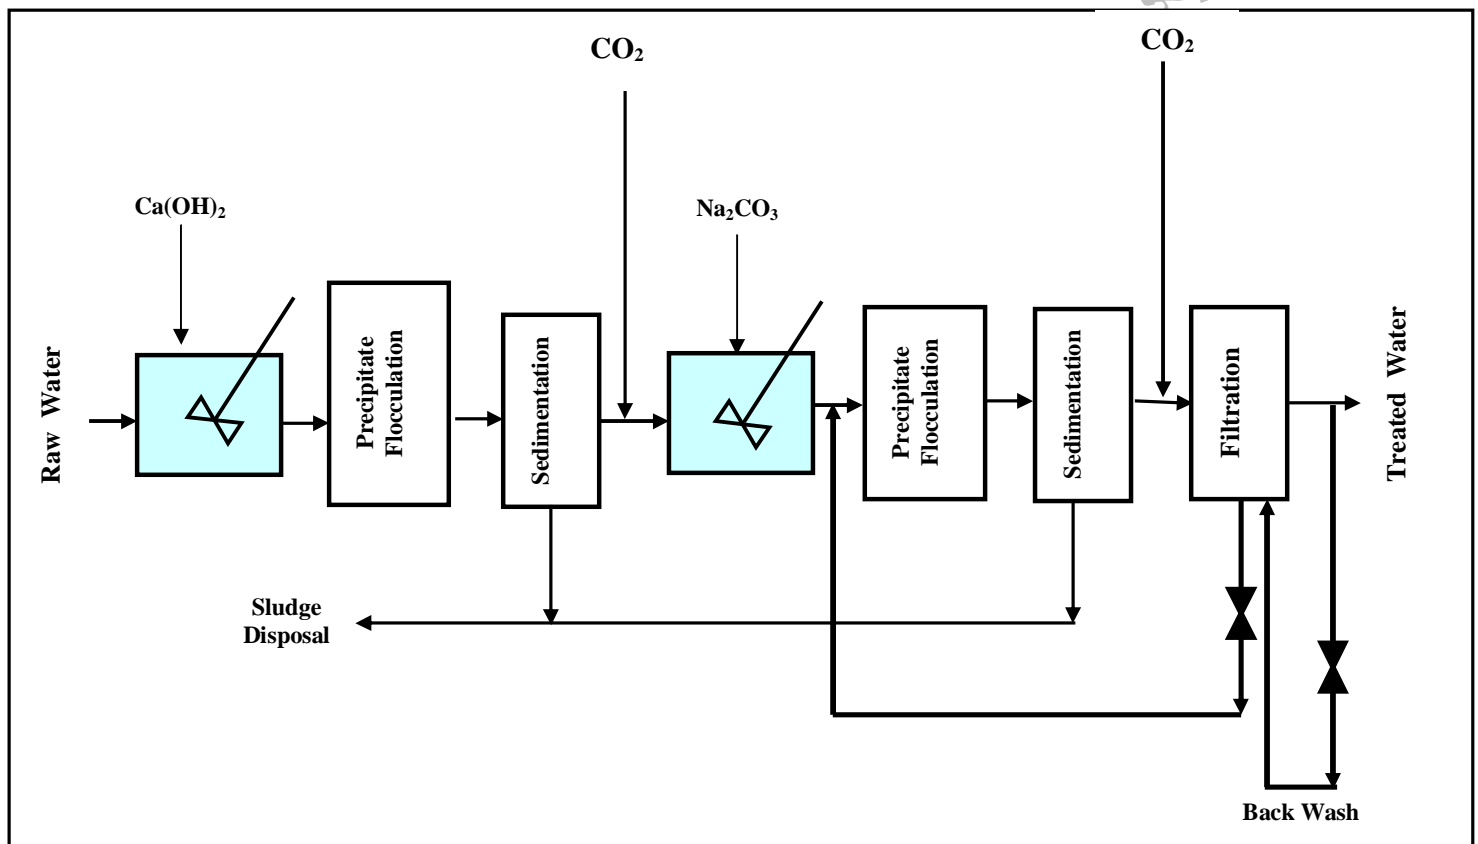 CO₂
CO₂
Ca(OH)₂
Na₂CO₃
Raw Water
Precipitate
Flocculation
Sedimentation
Precipitate
Flocculation
Sedimentation
Filtration
Treated Water
Sludge
Disposal
Back Wash